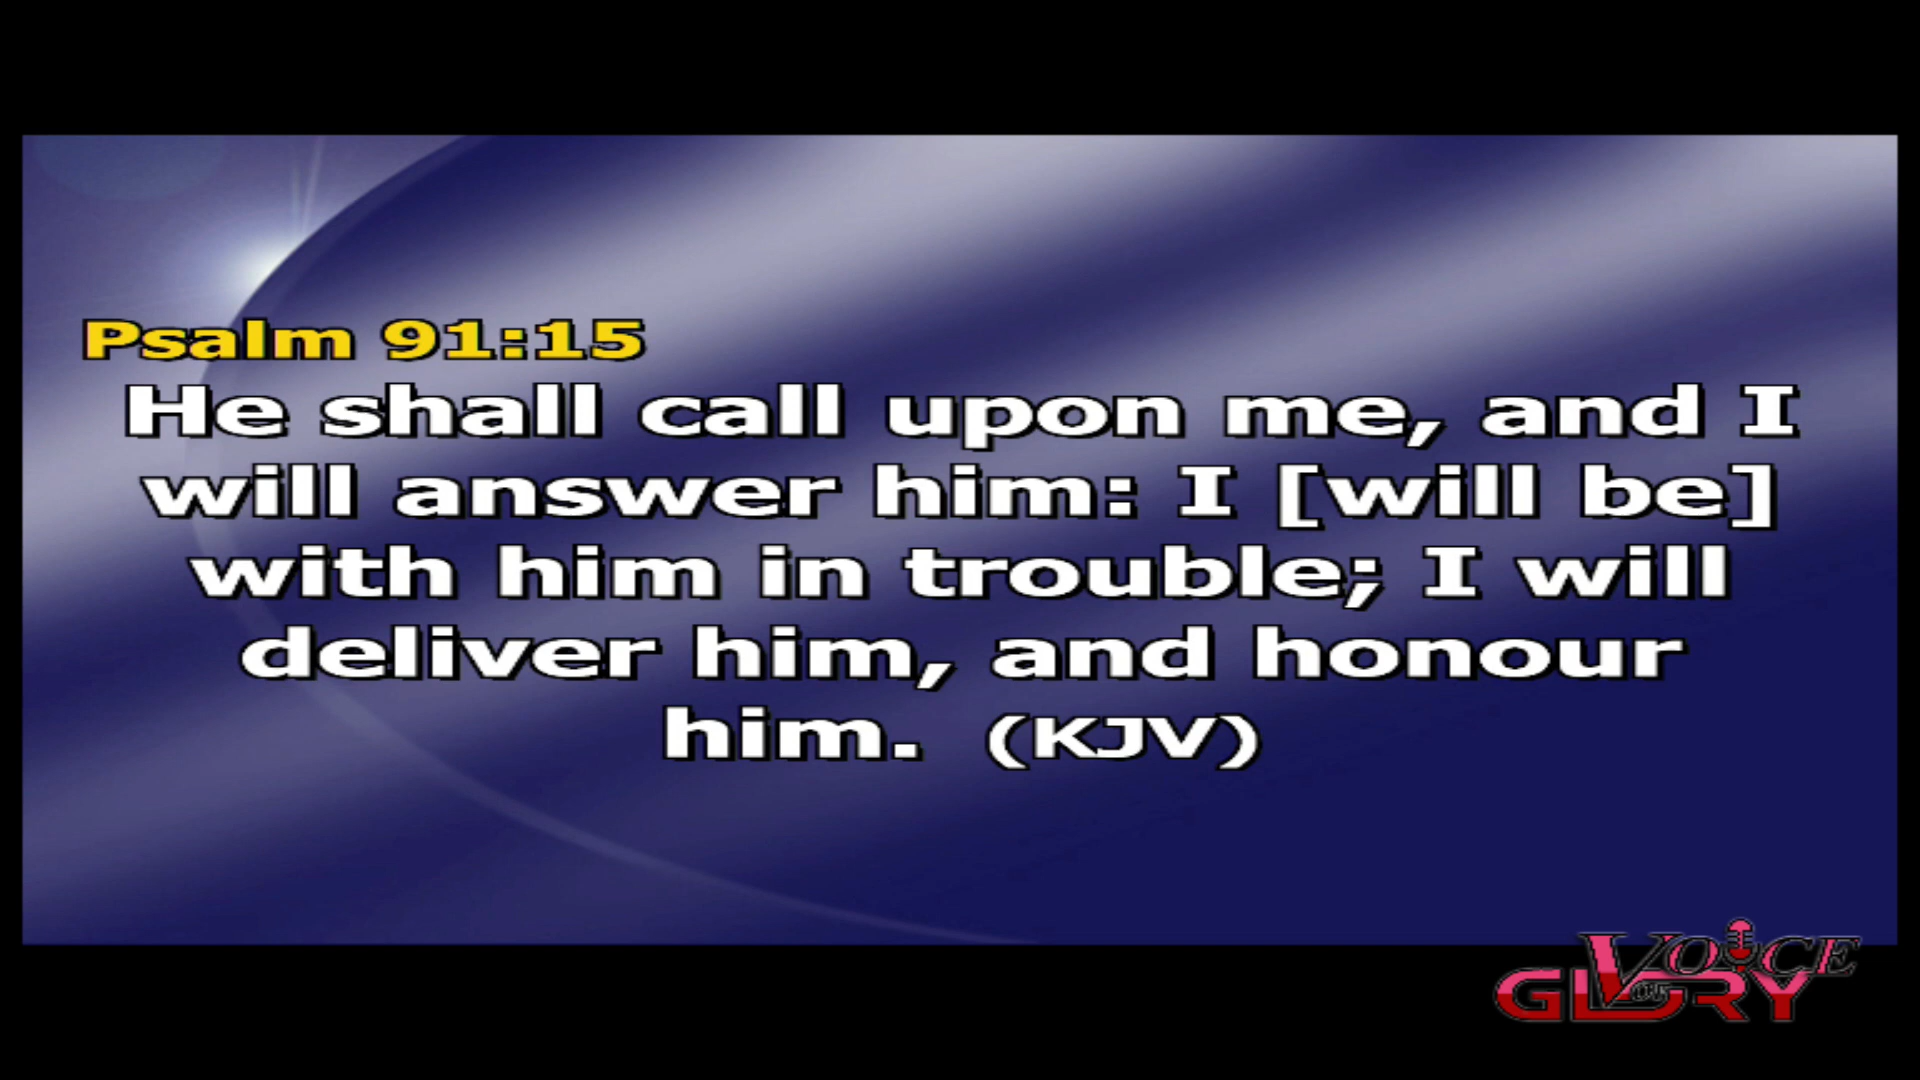 Psalm 91:15
He shall call upon me, and I
will answer him: I [will be]
with him in trouble; I will
deliver him, and honour
him. (KJV)
VOICE
OF
GLORY